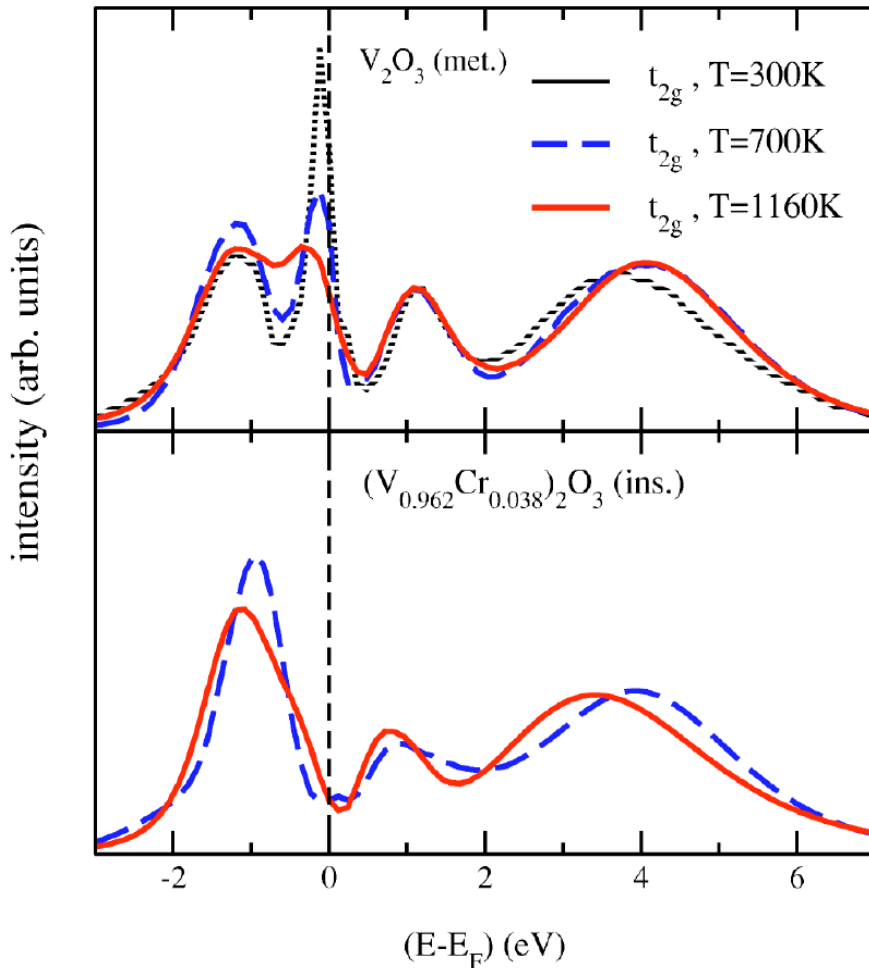 V₂O₃ (met.)
t₂g , T=300K
t₂g , T=700K
t₂g , T=1160K
intensity (arb. units)
(V₀.₉₆₂Cr₀.₀₃₈)₂O₃ (ins.)
-2 0 2 4 6
(E-E_F) (eV)